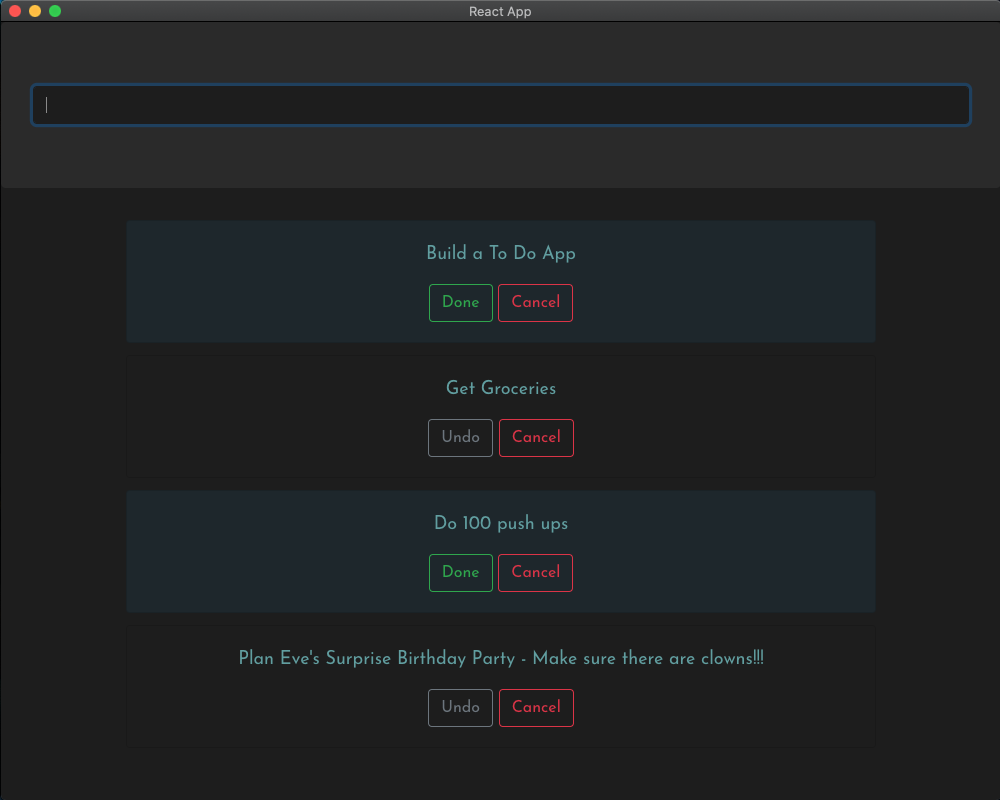 React App
Build a To Do App
Done Cancel
Get Groceries
Undo Cancel
Do 100 push ups
Done Cancel
Plan Eve's Surprise Birthday Party - Make sure there are clowns!!!
Undo Cancel